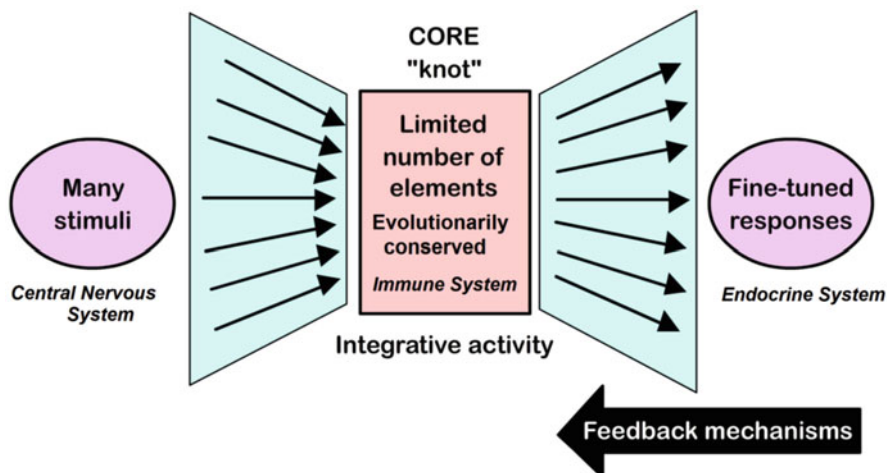 CORE
"knot"
Many
stimuli
Central Nervous
System
Limited
number of
elements
Evolutionarily
conserved
Immune System
Integrative activity
Fine-tuned
responses
Endocrine System
Feedback mechanisms